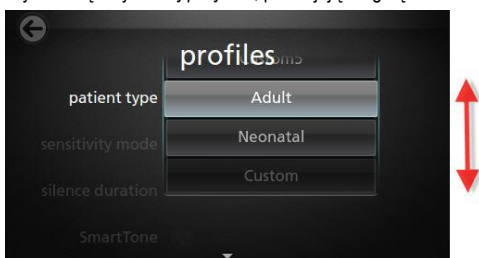 profiles
patient type
Adult
sensitivity mode
Neonatal
silence duration
Custom
SmartTone